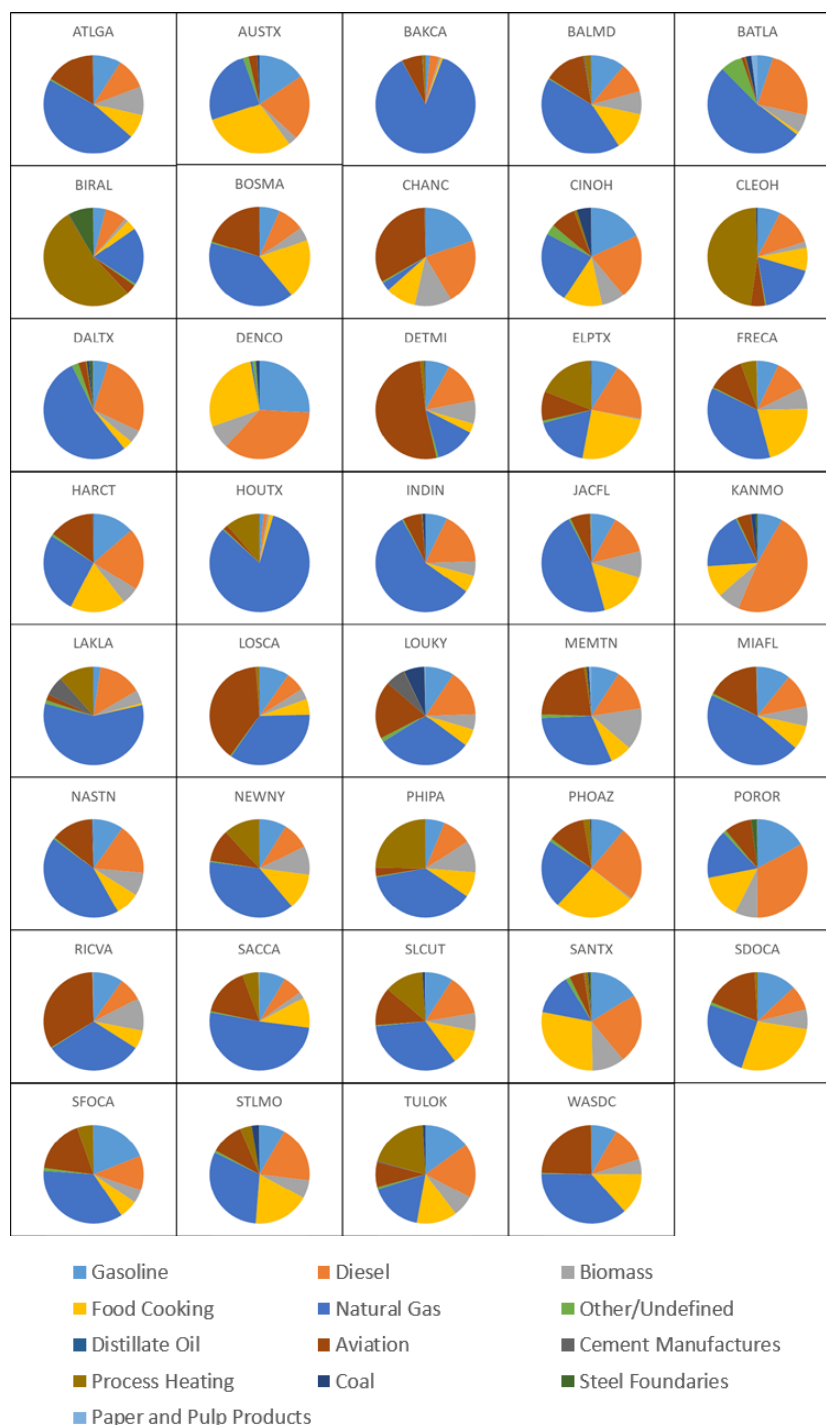 ATLGA AUSTX BAKCA BALMD BATLA
BIRAL BOSMA CHANC CINOH CLEOH
DALTX DENCO DETMI ELPTX FRECA
HARCT HOUTX INDIN JACFL KANMO
LAKLA LOSCA LOUKY MEMTN MIAFL
NASTN NEWNY PHIPA PHOAZ POROR
RICVA SACCA SLCUT SANTX SDOCA
SFOCA STLMO TULOK WASDC
Gasoline Diesel Biomass
Food Cooking Natural Gas Other/Undefined
Distillate Oil Aviation Cement Manufactures
Process Heating Coal Steel Foundaries
Paper and Pulp Products